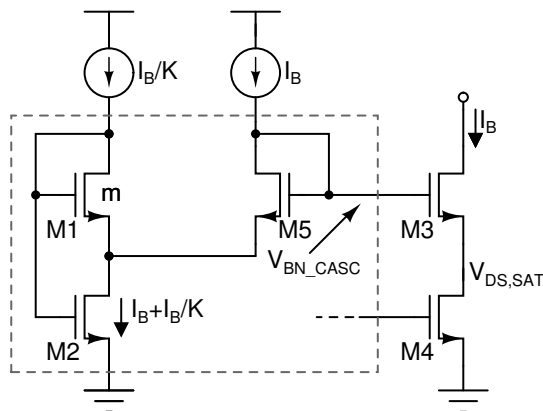 I_B/K
I_B
I_B
M1
m
M5
M3
V_BN_CASC
V_DS,SAT
M2
I_B+I_B/K
M4